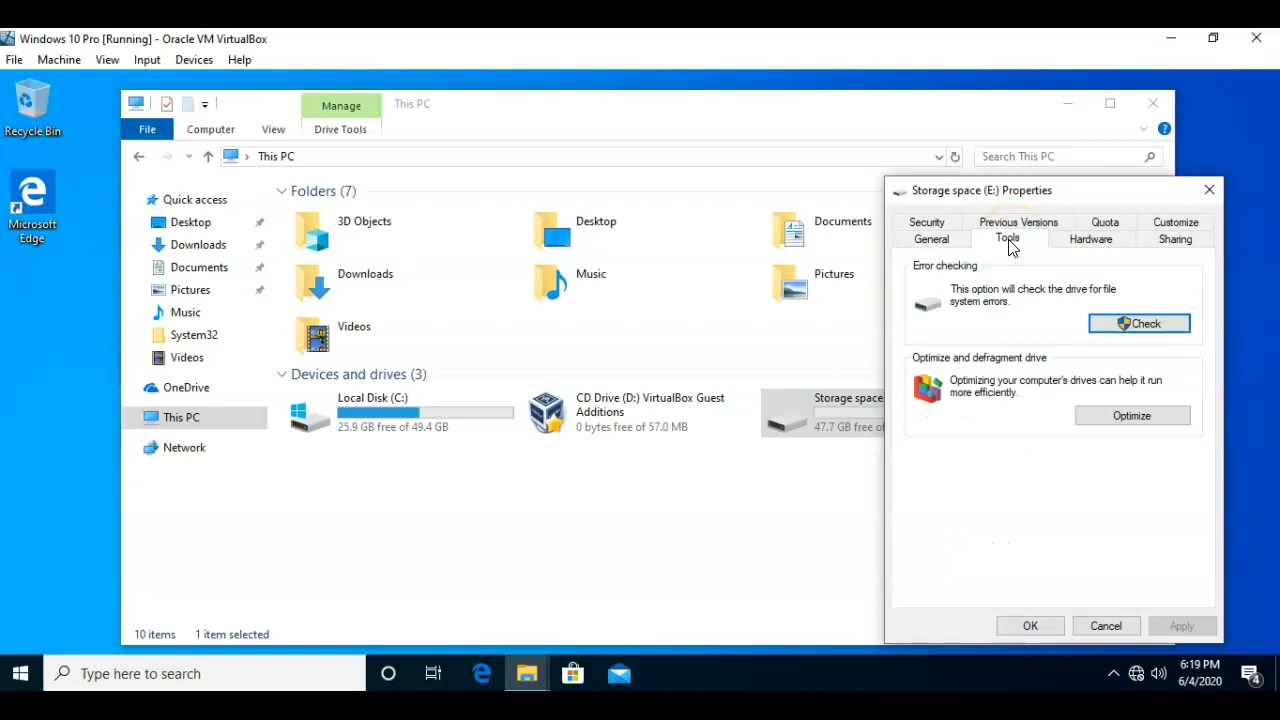 Windows 10 Pro [Running] - Oracle VM VirtualBox
File Machine View Input Devices Help
Recycle Bin
Microsoft
Edge
Manage
This PC
File Computer View Drive Tools
This PC
Search This PC
Quick access
Desktop
Downloads
Documents
Pictures
Music
System32
Videos
OneDrive
This PC
Network
Folders (7)
3D Objects
Desktop
Documents
Downloads
Music
Pictures
Videos
Devices and drives (3)
Local Disk (C:)
25.9 GB free of 49.4 GB
CD Drive (D:) VirtualBox Guest
Additions
0 bytes free of 57.0 MB
Storage space
47.7 GB free of
10 items 1 item selected
Storage space (E:) Properties
Security Previous Versions Quota Customize
General Tools Hardware Sharing
Error checking
This option will check the drive for file
system errors.
Check
Optimize and defragment drive
Optimizing your computer's drives can help it run
more efficiently.
Optimize
OK Cancel Apply
Type here to search
6:19 PM
6/4/2020
4